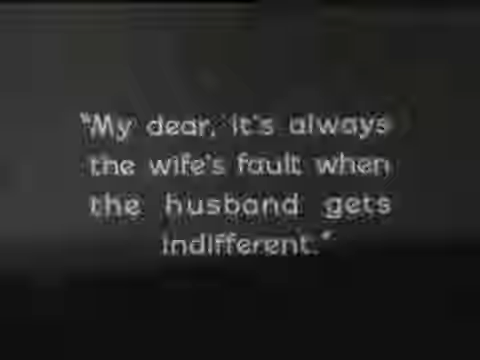 "My dear, it's always
the wife's fault when
the husband gets
indifferent."